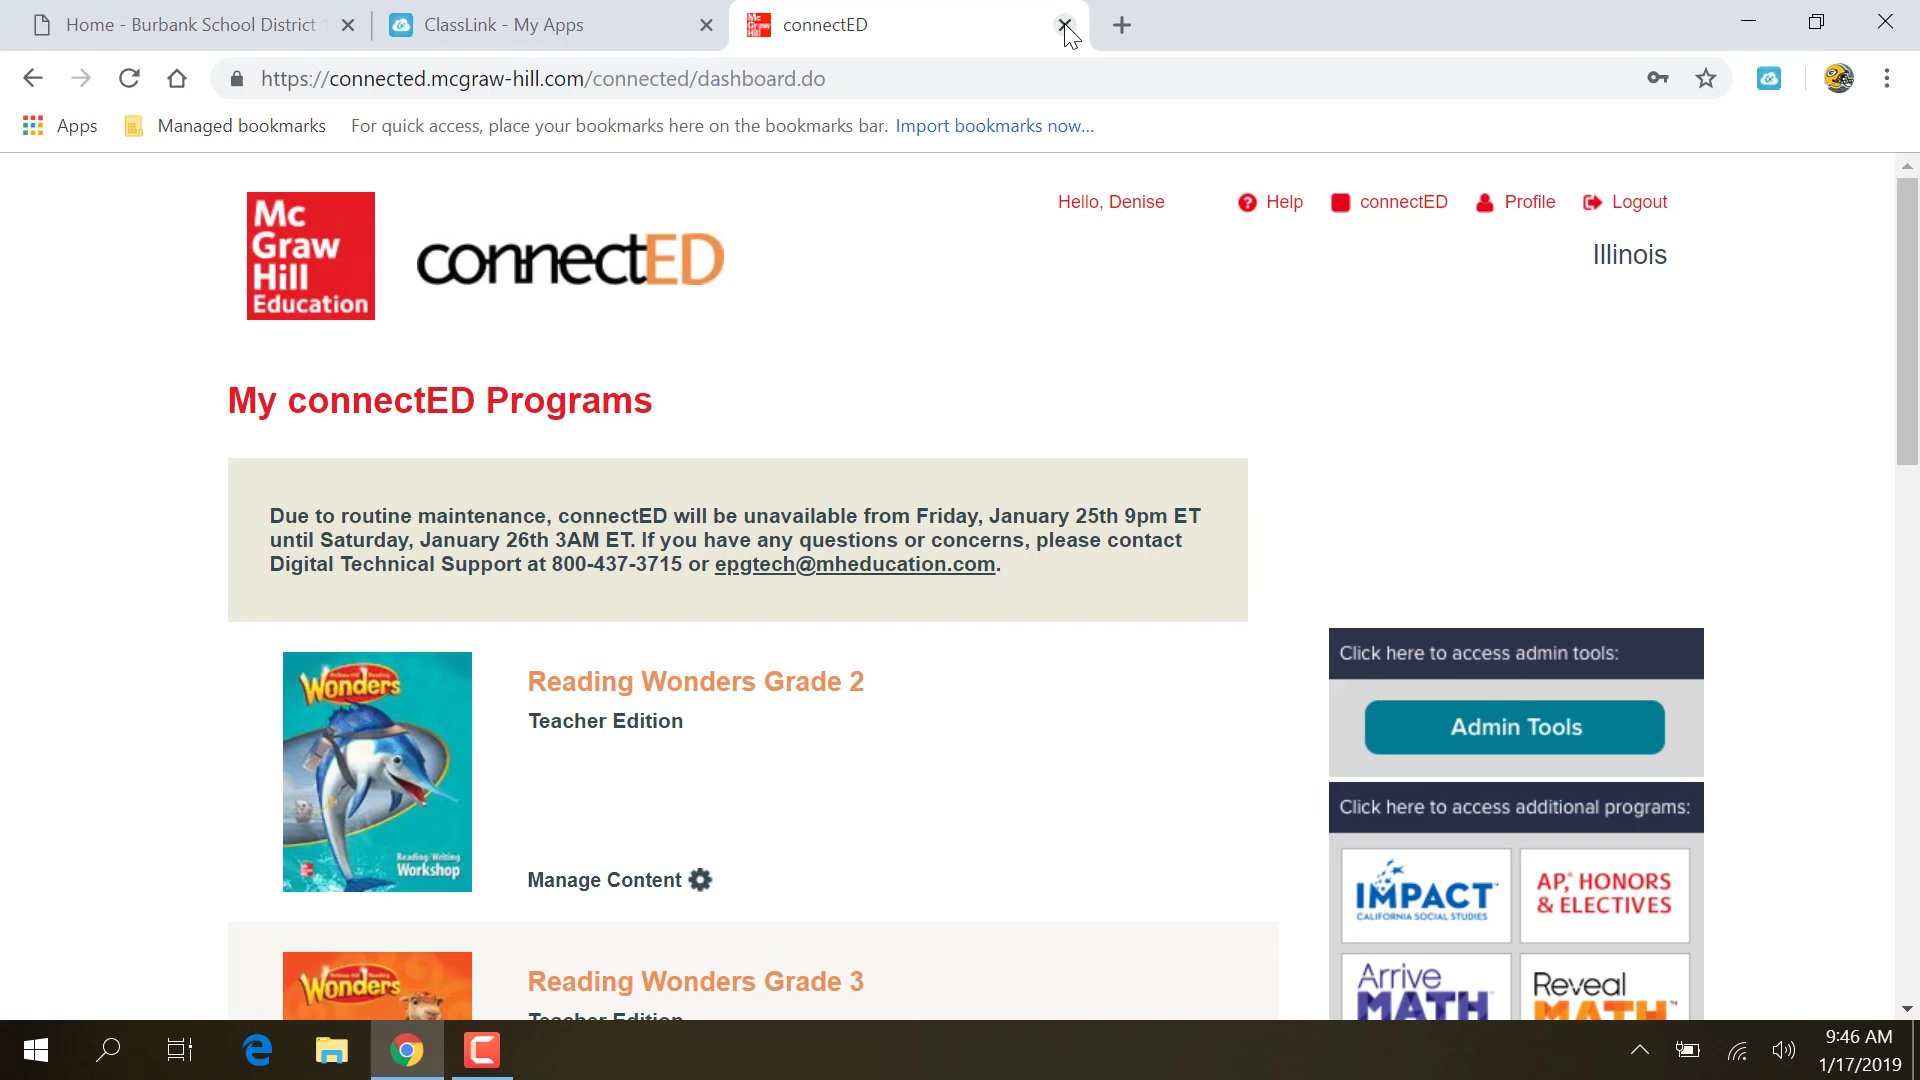 Home - Burbank School District
ClassLink - My Apps
connectED
https://connected.mcgraw-hill.com/connected/dashboard.do
Apps
Managed bookmarks
For quick access, place your bookmarks here on the bookmarks bar. Import bookmarks now...
Hello, Denise
Help
connectED
Profile
Logout
Mc
Graw
Hill
Education
connectED
Illinois
My connectED Programs
Due to routine maintenance, connectED will be unavailable from Friday, January 25th 9pm ET
until Saturday, January 26th 3AM ET. If you have any questions or concerns, please contact
Digital Technical Support at 800-437-3715 or epgtech@mheducation.com.
Wonders
Reading/Writing
Workshop
Reading Wonders Grade 2
Teacher Edition
Manage Content
Click here to access admin tools:
Admin Tools
Click here to access additional programs:
IMPACT
CALIFORNIA SOCIAL STUDIES
AP,® HONORS
& ELECTIVES
Wonders
Reading Wonders Grade 3
Teacher Edition
Arrive
MATH™
Reveal
MATH™
9:46 AM
1/17/2019